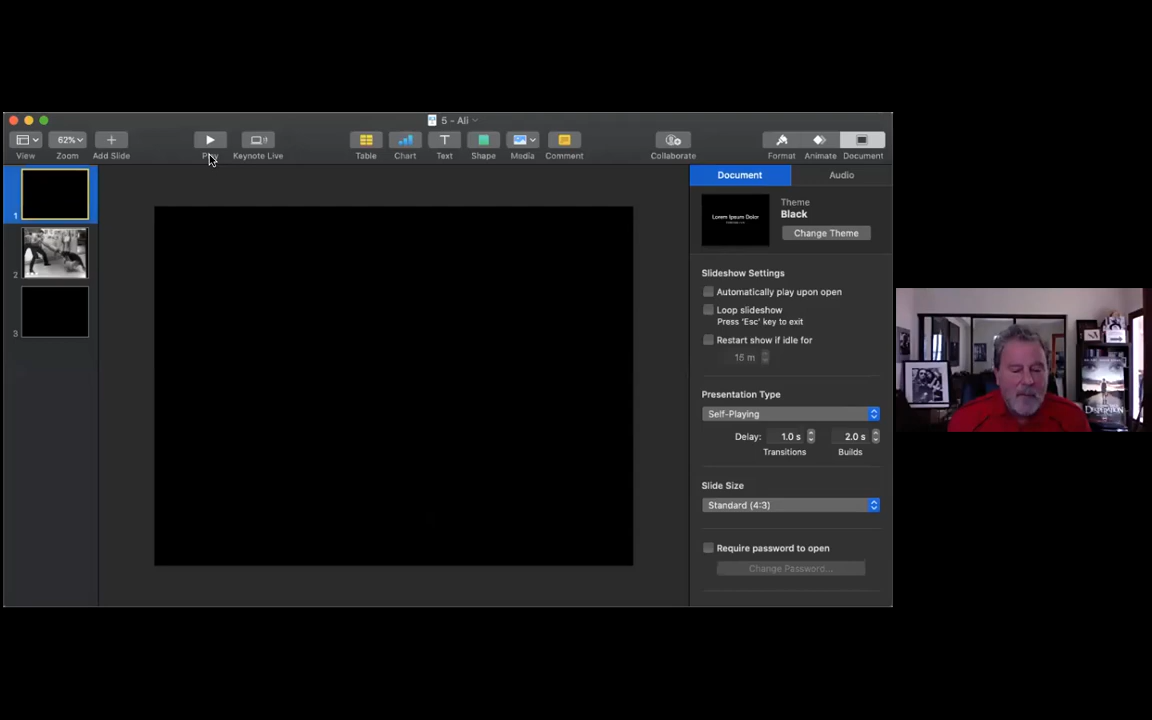 5 – Ali
62%
View
Zoom
Add Slide
Play
Keynote Live
Table
Chart
Text
Shape
Media
Comment
Collaborate
Format
Animate
Document
1
2
3
Document
Audio
Lorem Ipsum Dolor
Theme
Black
Change Theme
Slideshow Settings
Automatically play upon open
Loop slideshow
Press 'Esc' key to exit
Restart show if idle for
15 m
Presentation Type
Self-Playing
Delay: 1.0 s 2.0 s
Transitions Builds
Slide Size
Standard (4:3)
Require password to open
Change Password...
DESPERATION